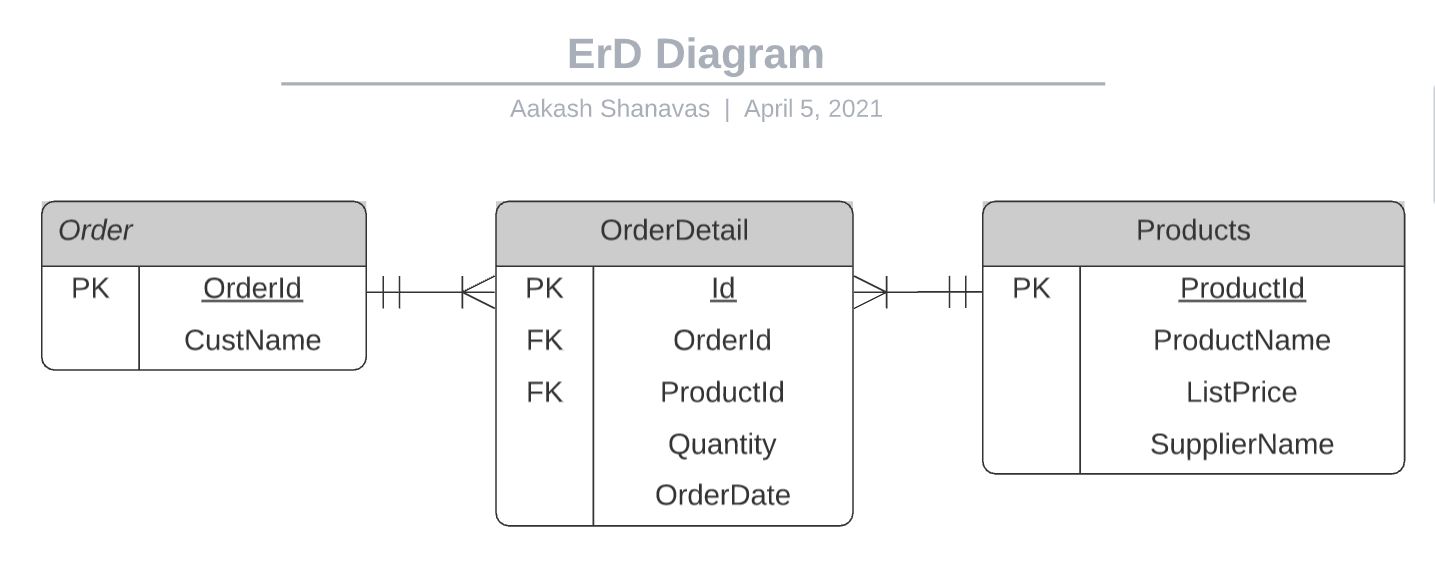 ErD Diagram
Aakash Shanavas | April 5, 2021
Order
PK OrderId
CustName
OrderDetail
PK Id
FK OrderId
FK ProductId
Quantity
OrderDate
Products
PK ProductId
ProductName
ListPrice
SupplierName